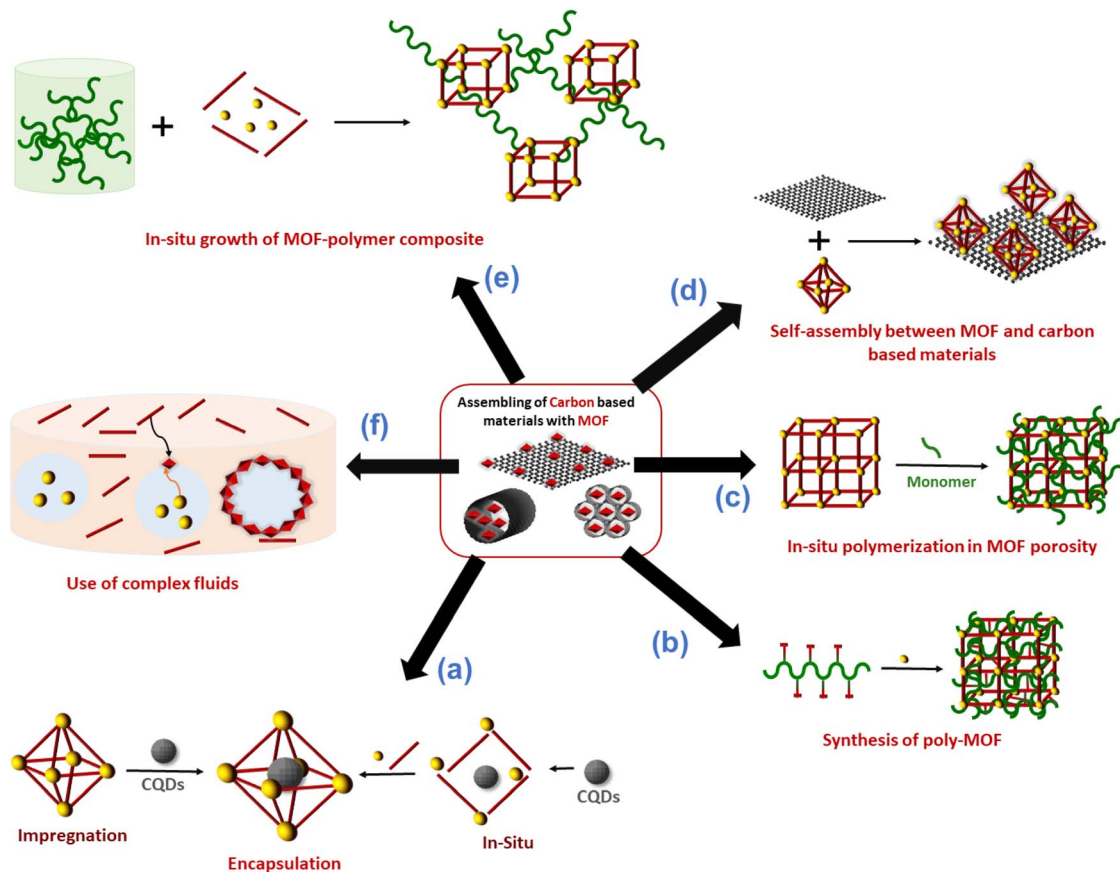 In-situ growth of MOF-polymer composite
(e)
(d)
Self-assembly between MOF and carbon
based materials
Assembling of Carbon based
materials with MOF
(f)
(c)
Monomer
In-situ polymerization in MOF porosity
Use of complex fluids
(b)
(a)
Synthesis of poly-MOF
CQDs
CQDs
Impregnation
In-Situ
Encapsulation